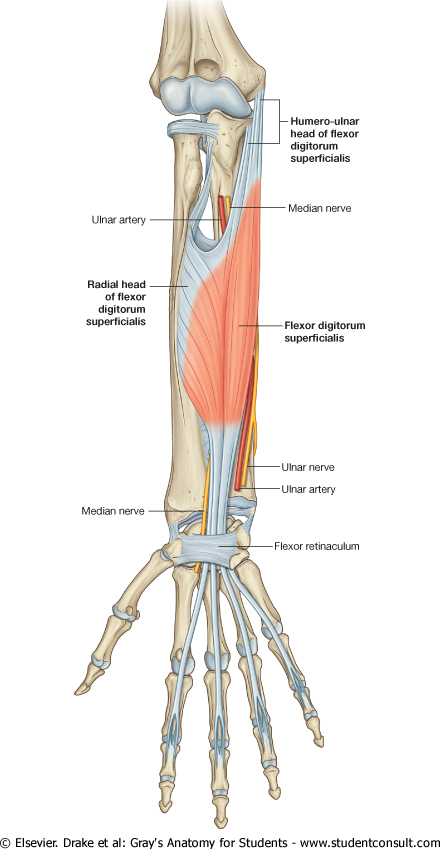 Humero-ulnar
head of flexor
digitorum
superficialis
Ulnar artery
Median nerve
Radial head
of flexor
digitorum
superficialis
Flexor digitorum
superficialis
Ulnar nerve
Ulnar artery
Median nerve
Flexor retinaculum
© Elsevier. Drake et al: Gray's Anatomy for Students - www.studentconsult.com